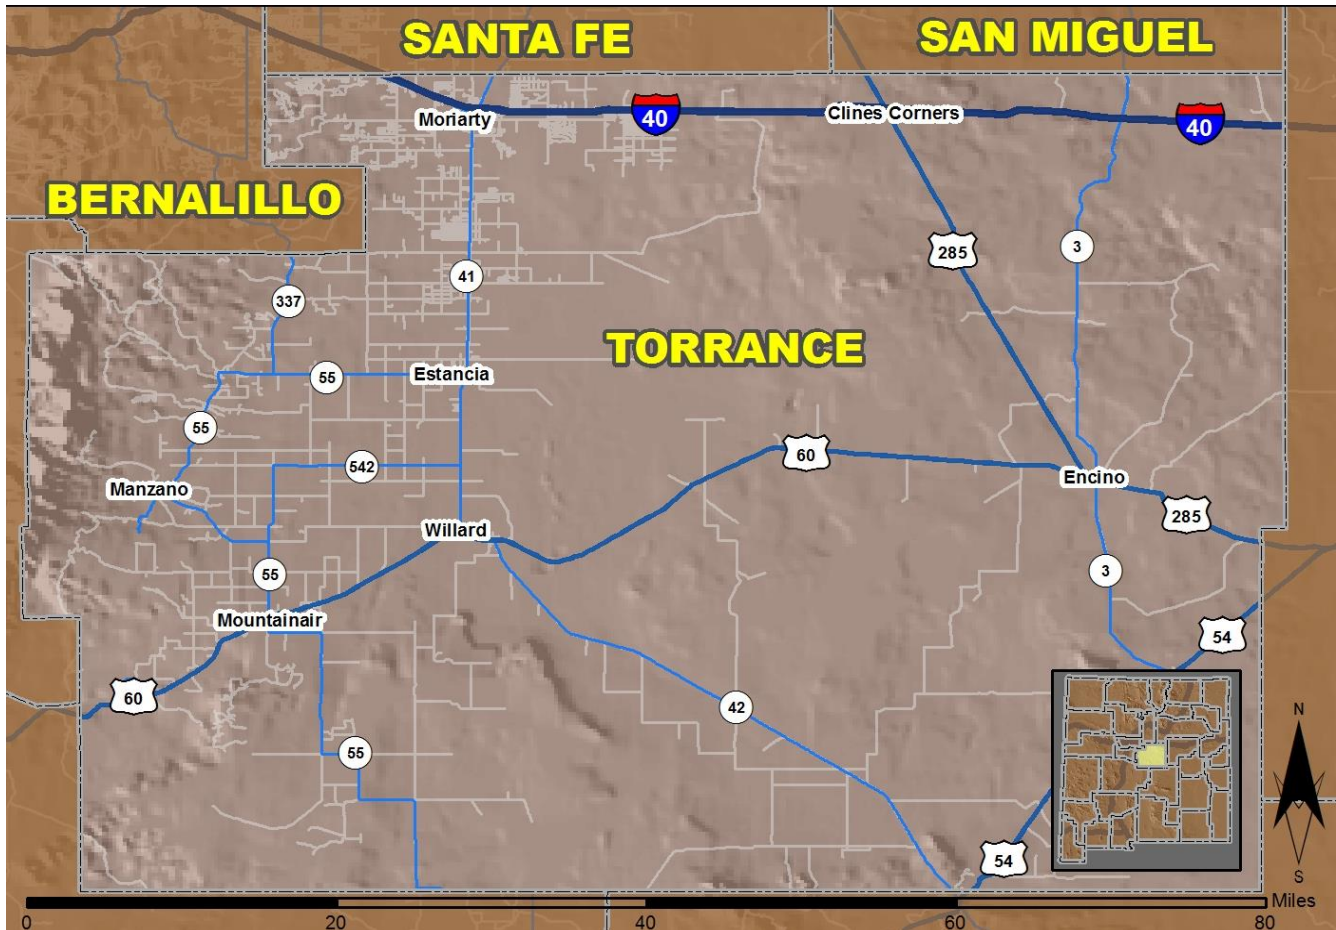 SANTA FE
SAN MIGUEL
Moriarty
40
Clines Corners
40
BERNALILLO
285
3
41
337
TORRANCE
Estancia
55
55
60
542
Encino
Manzano
285
Willard
55
3
Mountainair
54
60
42
N
55
54
S
Miles
0
20
40
60
80